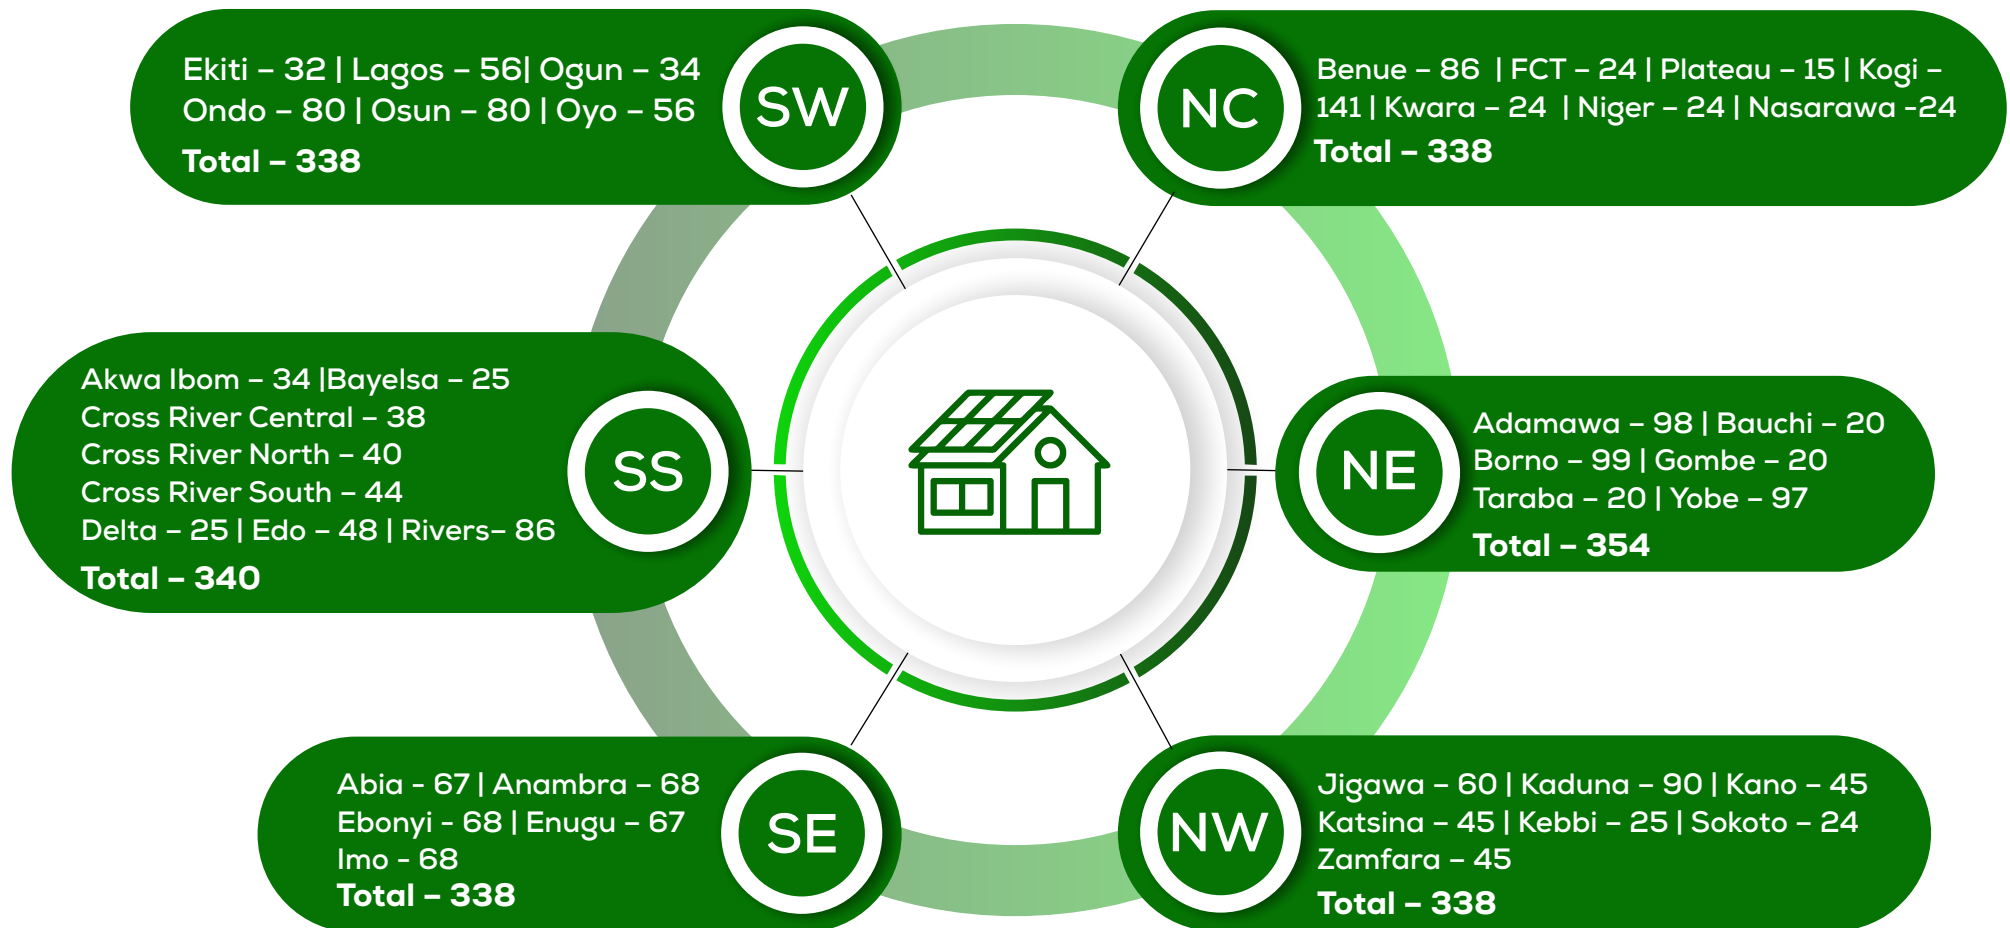 Ekiti – 32 | Lagos – 56| Ogun – 34
Ondo – 80 | Osun – 80 | Oyo – 56
Total – 338
SW
NC
Benue – 86 | FCT – 24 | Plateau – 15 | Kogi –
141 | Kwara – 24 | Niger – 24 | Nasarawa -24
Total – 338
Akwa Ibom – 34 |Bayelsa – 25
Cross River Central – 38
Cross River North – 40
Cross River South – 44
Delta – 25 | Edo – 48 | Rivers– 86
Total – 340
SS
NE
Adamawa – 98 | Bauchi – 20
Borno – 99 | Gombe – 20
Taraba – 20 | Yobe – 97
Total – 354
Abia - 67 | Anambra – 68
Ebonyi - 68 | Enugu – 67
Imo - 68
Total – 338
SE
NW
Jigawa – 60 | Kaduna – 90 | Kano – 45
Katsina – 45 | Kebbi – 25 | Sokoto – 24
Zamfara – 45
Total – 338